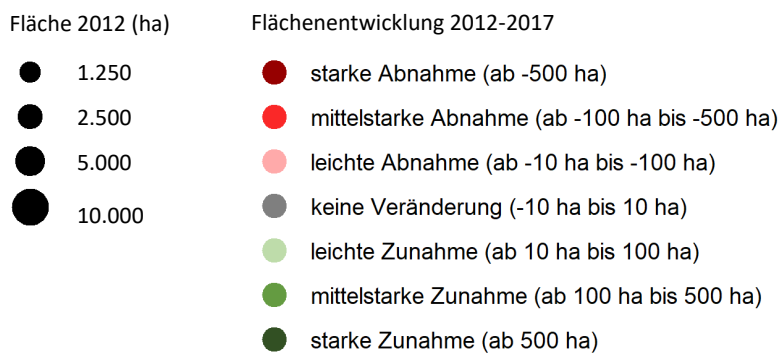 Fläche 2012 (ha)
1.250
2.500
5.000
10.000
Flächenentwicklung 2012-2017
starke Abnahme (ab -500 ha)
mittelstarke Abnahme (ab -100 ha bis -500 ha)
leichte Abnahme (ab -10 ha bis -100 ha)
keine Veränderung (-10 ha bis 10 ha)
leichte Zunahme (ab 10 ha bis 100 ha)
mittelstarke Zunahme (ab 100 ha bis 500 ha)
starke Zunahme (ab 500 ha)